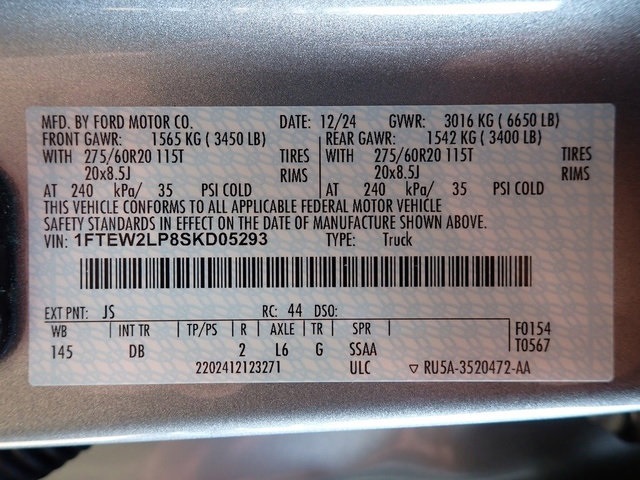 MFD. BY FORD MOTOR CO. DATE: 12/24 GVWR: 3016 KG ( 6650 LB)
FRONT GAWR: 1565 KG ( 3450 LB) REAR GAWR: 1542 KG ( 3400 LB)
WITH 275/60R20 115T TIRES WITH 275/60R20 115T TIRES
20x8.5J RIMS 20x8.5J RIMS
AT 240 kPa/ 35 PSI COLD AT 240 kPa/ 35 PSI COLD
THIS VEHICLE CONFORMS TO ALL APPLICABLE FEDERAL MOTOR VEHICLE
SAFETY STANDARDS IN EFFECT ON THE DATE OF MANUFACTURE SHOWN ABOVE.
VIN: 1FTEW2LP8SKD05293 TYPE: Truck
EXT PNT: JS RC: 44 DSO:
WB INT TR TP/PS R AXLE TR SPR F0154
145 DB 2 L6 G SSAA T0567
2202412123271 ULC ▽ RU5A-3520472-AA